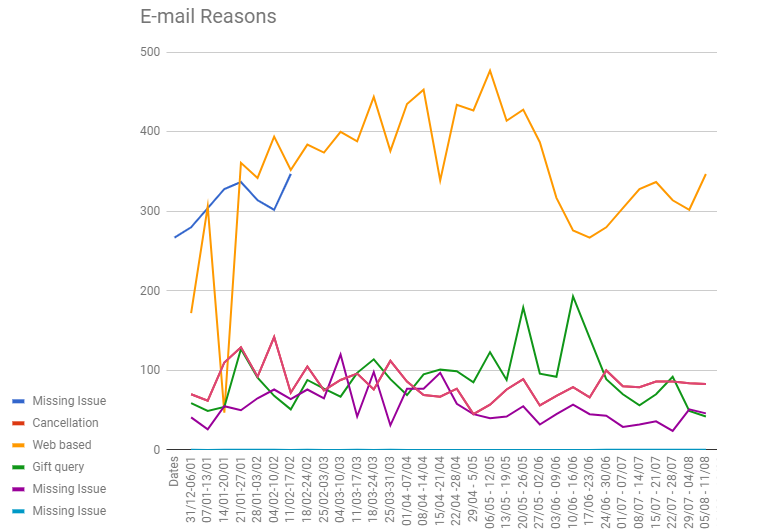 E-mail Reasons
500
400
300
200
100
0
Missing Issue
Cancellation
Web based
Gift query
Missing Issue
Missing Issue
Dates
31/12-06/01
07/01-13/01
14/01-20/01
21/01-27/01
28/01-03/02
04/02-10/02
11/02-17/02
18/02-24/02
25/02-03/03
04/03-10/03
11/03-17/03
18/03-24/03
25/03-31/03
01/04-07/04
08/04-14/04
15/04-21/04
22/04-28/04
29/04 - 5/05
06/05 - 12/05
13/05 - 19/05
20/05 - 26/05
27/05 - 02/06
03/06 - 09/06
10/06 - 16/06
17/06-23/06
24/06 - 30/06
01/07 - 07/07
08/07 - 14/07
15/07 - 21/07
22/07 - 28/07
29/07 - 04/08
05/08 - 11/08